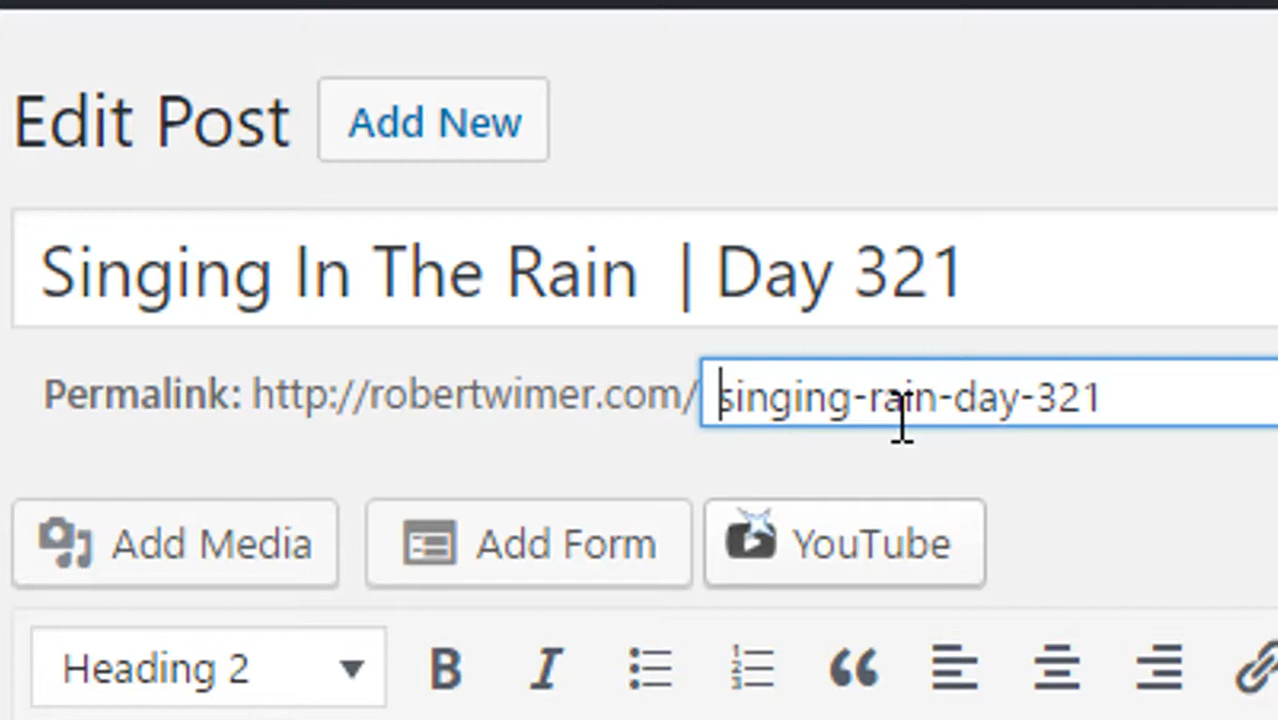 Edit Post Add New
Singing In The Rain | Day 321
Permalink: http://robertwimer.com/ singing-rain-day-321
Add Media Add Form YouTube
Heading 2 B I